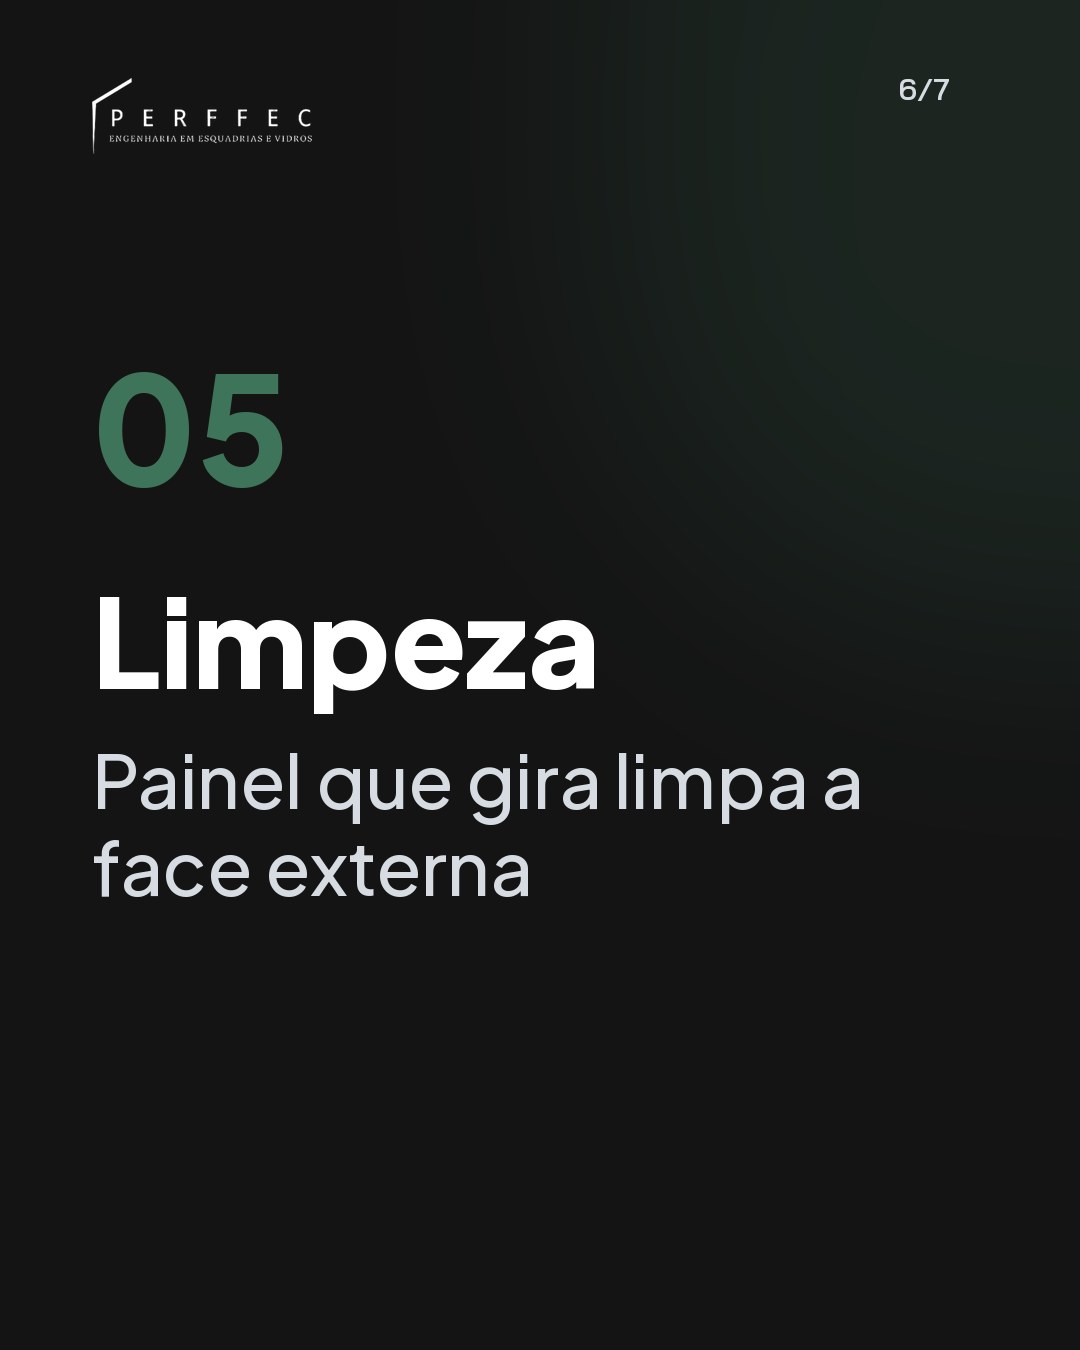 PERFFEC
ENGENHARIA EM ESQUADRIAS E VIDROS
6/7
05
Limpeza
Painel que gira limpa a
face externa